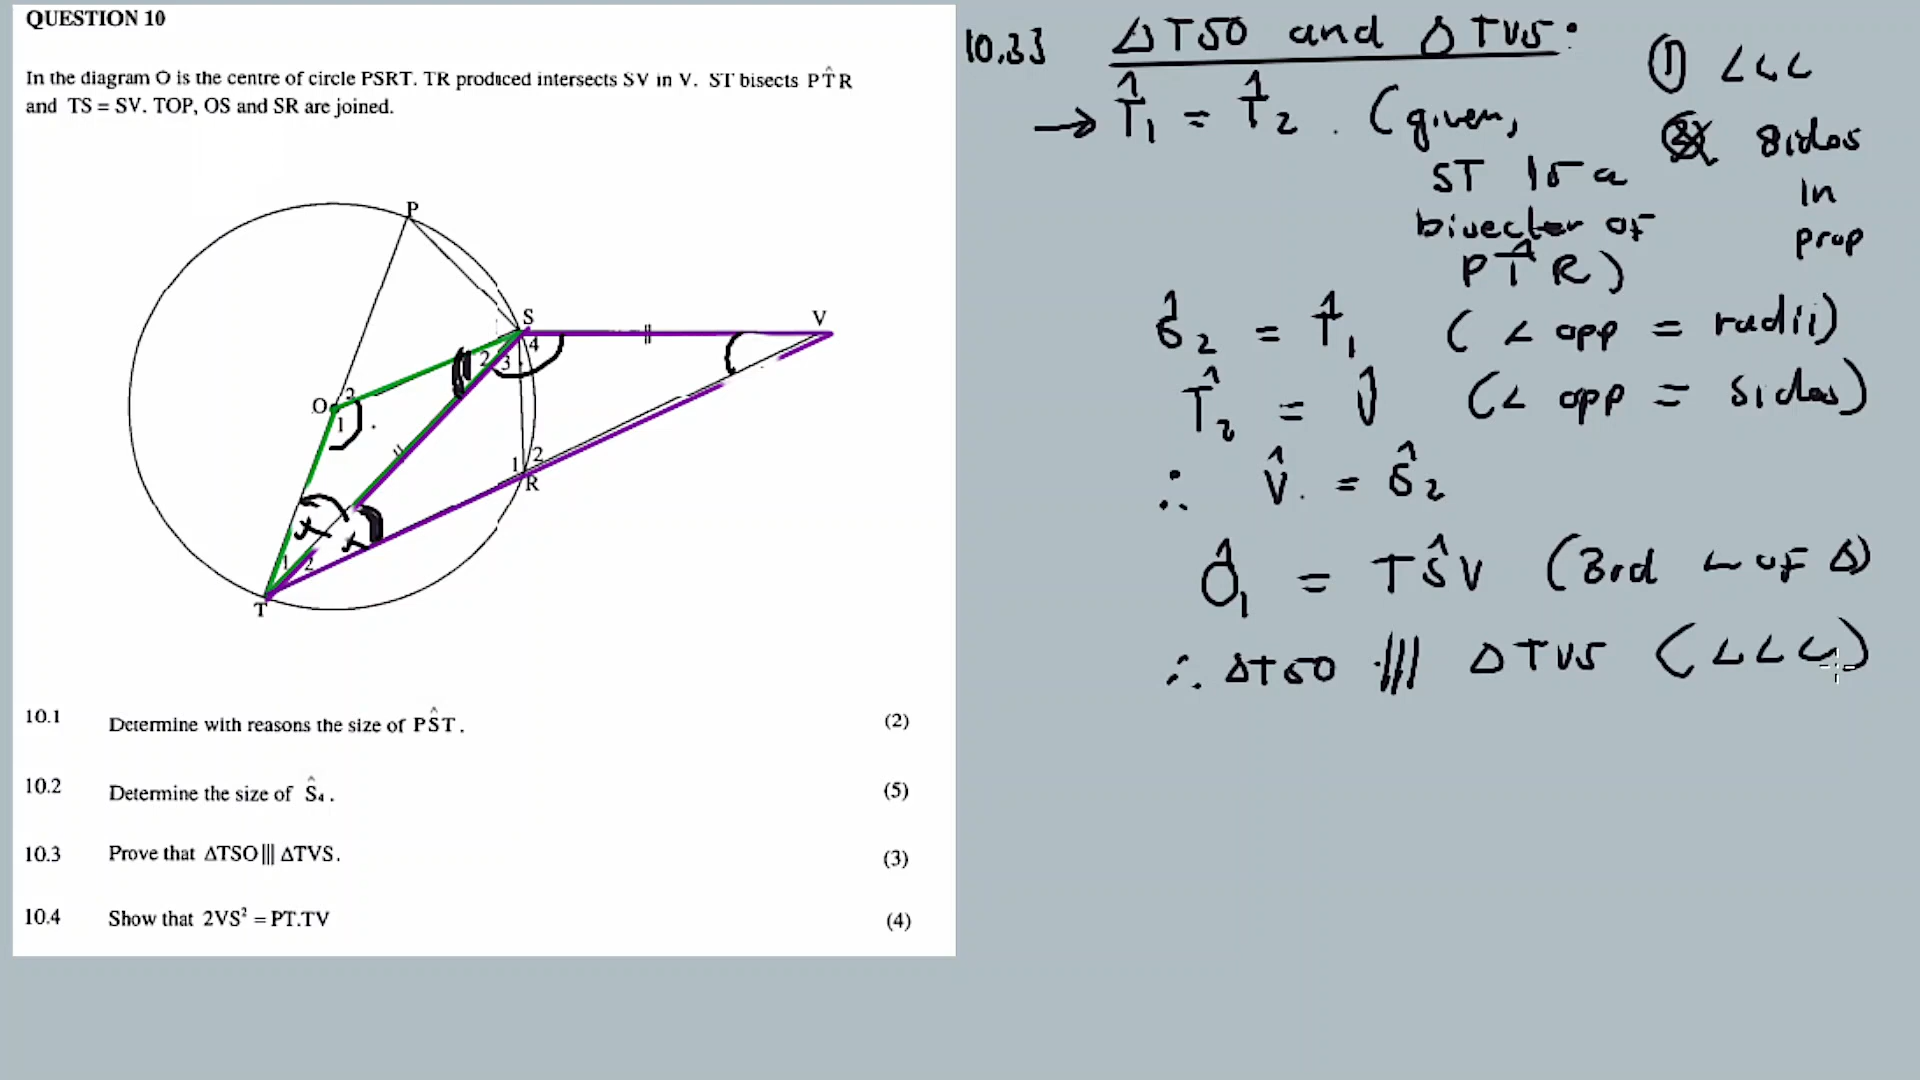 QUESTION 10
In the diagram O is the centre of circle PSRT. TR produced intersects SV in V. ST bisects PT̂R
and TS = SV. TOP, OS and SR are joined.
P
S
V
4
2
3
O
2
1
1
2
R
1
2
T
10.1 Determine with reasons the size of PŜT. (2)
10.2 Determine the size of Ŝ₄. (5)
10.3 Prove that ΔTSO ||| ΔTVS. (3)
10.4 Show that 2VS² = PT.TV (4)
10.33 ΔTSO and ΔTVS:
→ T̂₁ = T̂₂. (given,
ST is a
bisector of
PT̂R)
① ∠∠∠
② sides
in
prop
Ŝ₂ = T̂₁ (∠ opp = radii)
T̂₂ = V̂ (∠ opp = sides)
∴ V̂. = Ŝ₂
Ô₁ = TŜV (3rd ∠ of Δ)
∴ ΔTSO ||| ΔTVS (∠∠∠)